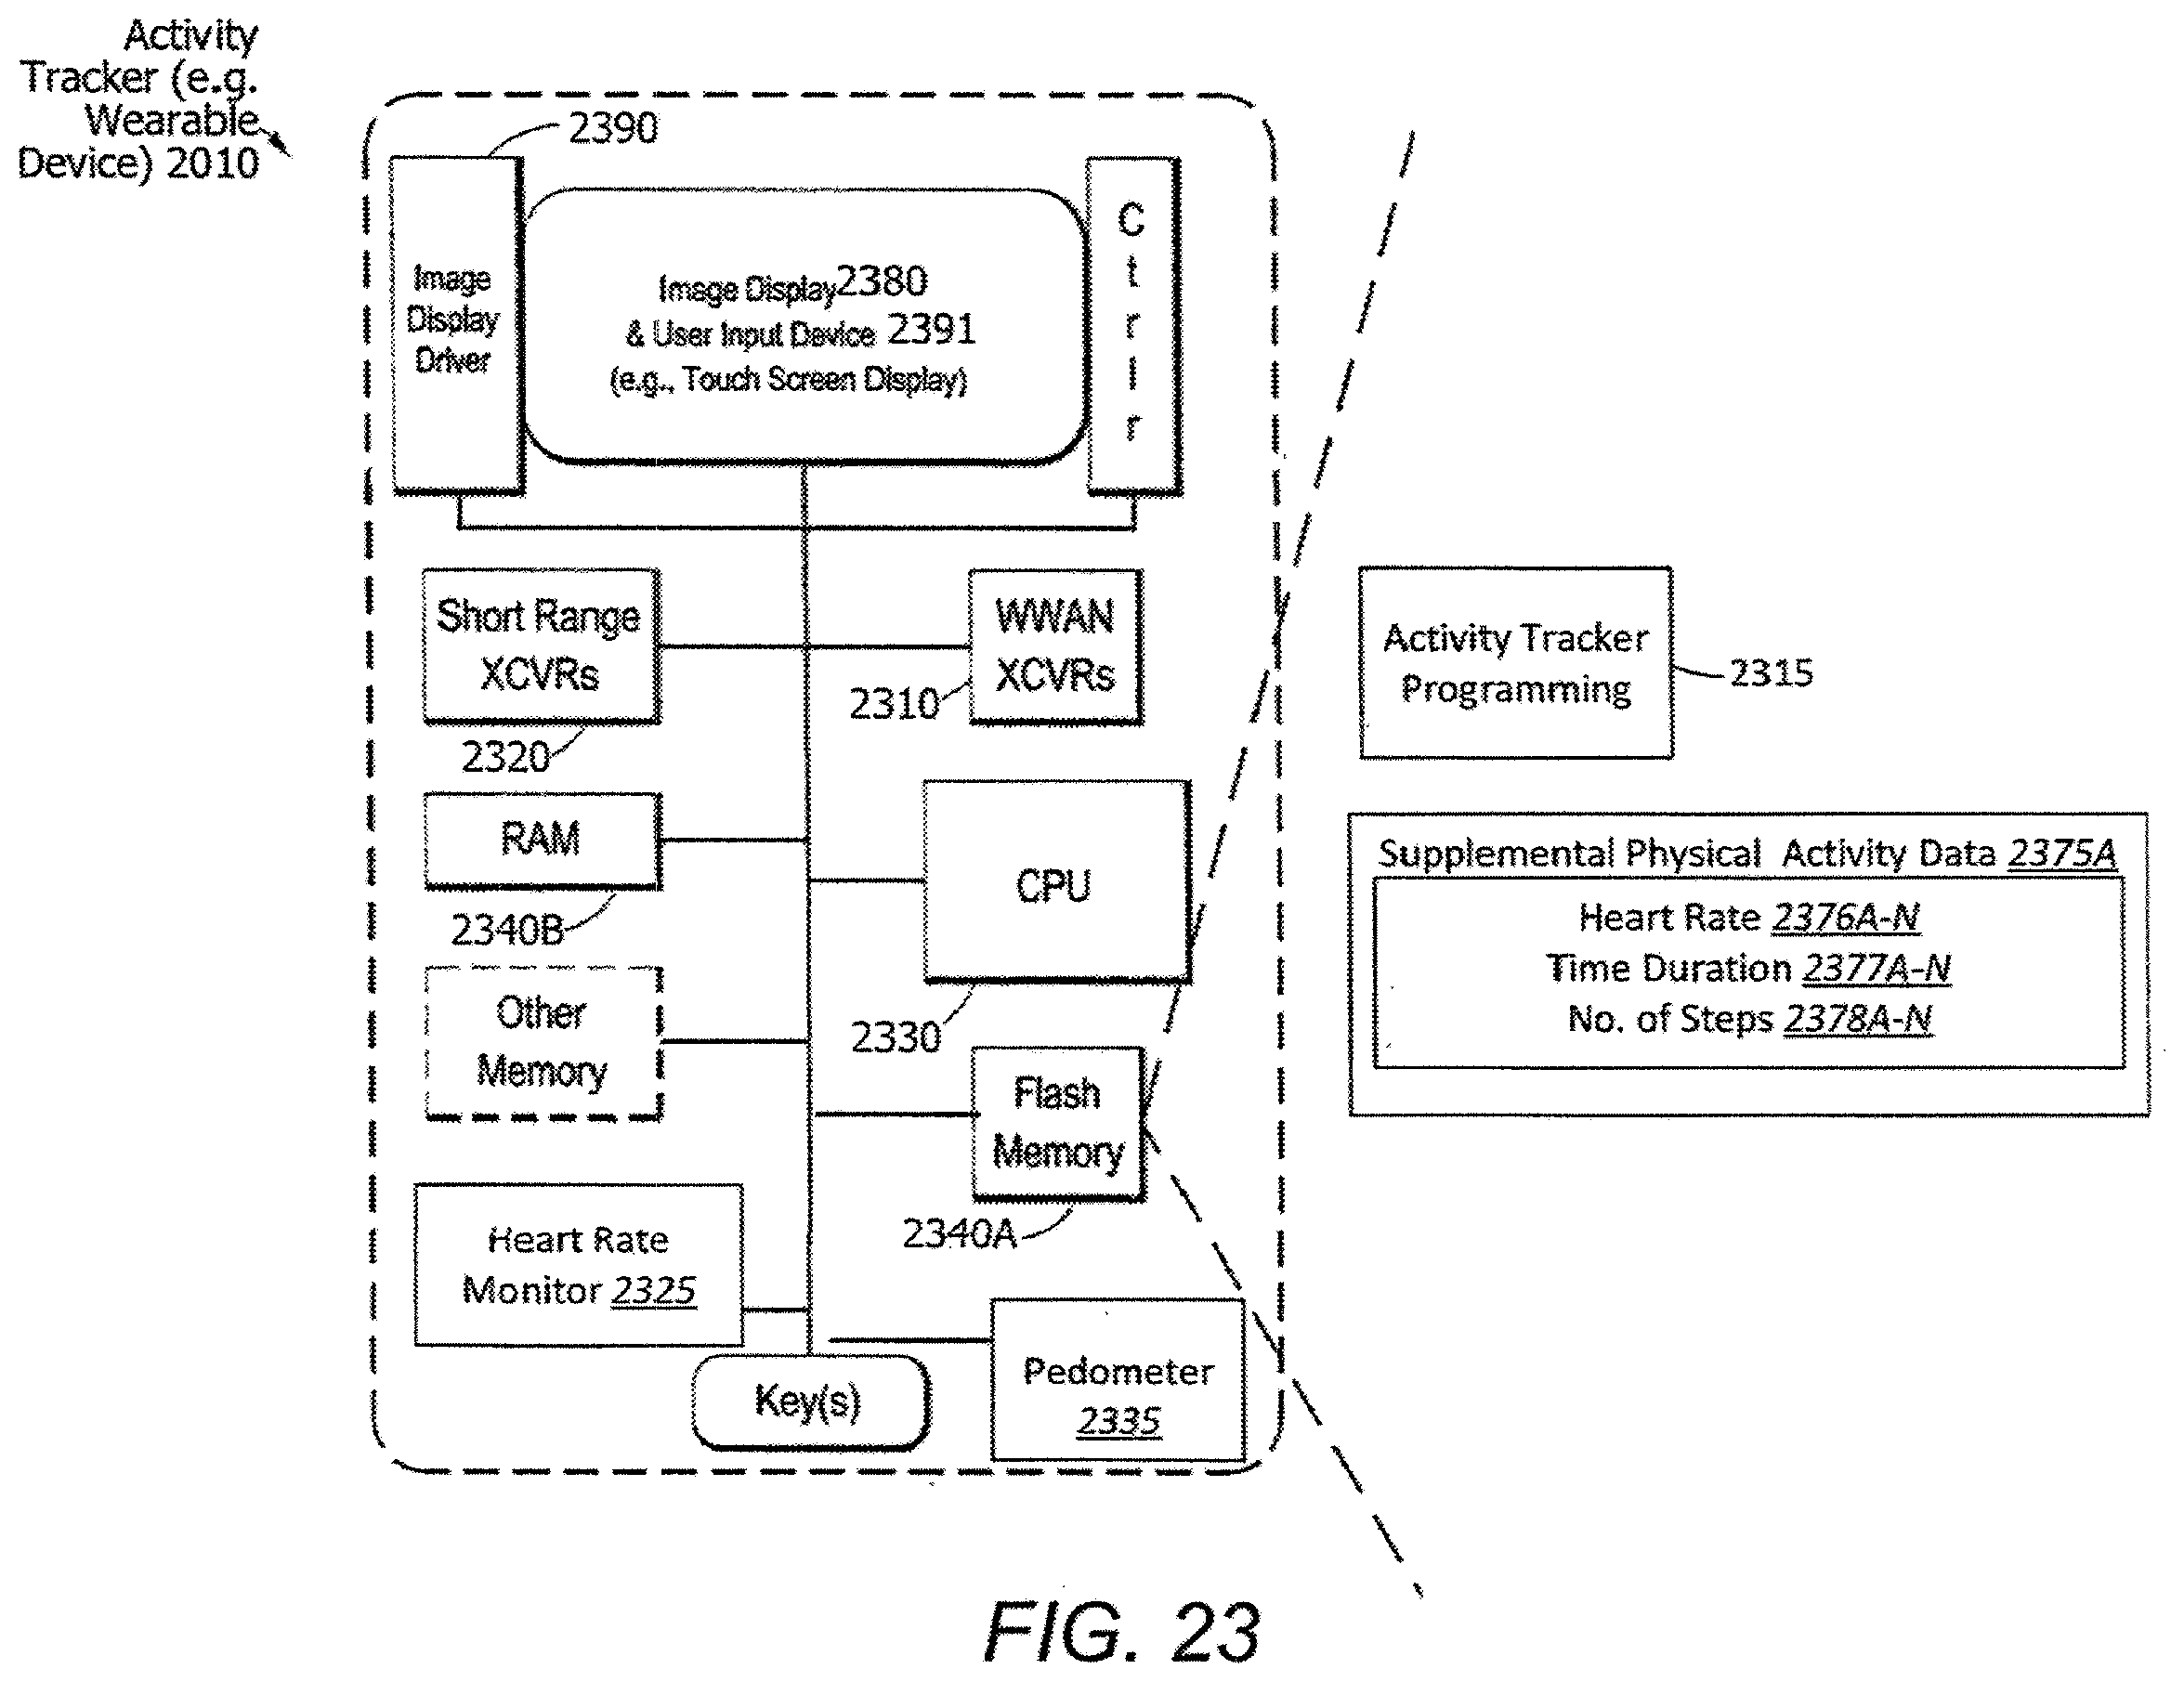 Activity
Tracker (e.g.
Wearable
Device) 2010
2390
Image
Display
Driver
Image Display 2380
& User Input Device 2391
(e.g., Touch Screen Display)
C
t
r
l
r
Short Range
XCVRs
2320
WWAN
XCVRs
2310
RAM
2340B
CPU
2330
Other
Memory
Flash
Memory
2340A
Heart Rate
Monitor 2325
Key(s)
Pedometer
2335
Activity Tracker
Programming
2315
Supplemental Physical Activity Data 2375A
Heart Rate 2376A-N
Time Duration 2377A-N
No. of Steps 2378A-N
FIG. 23